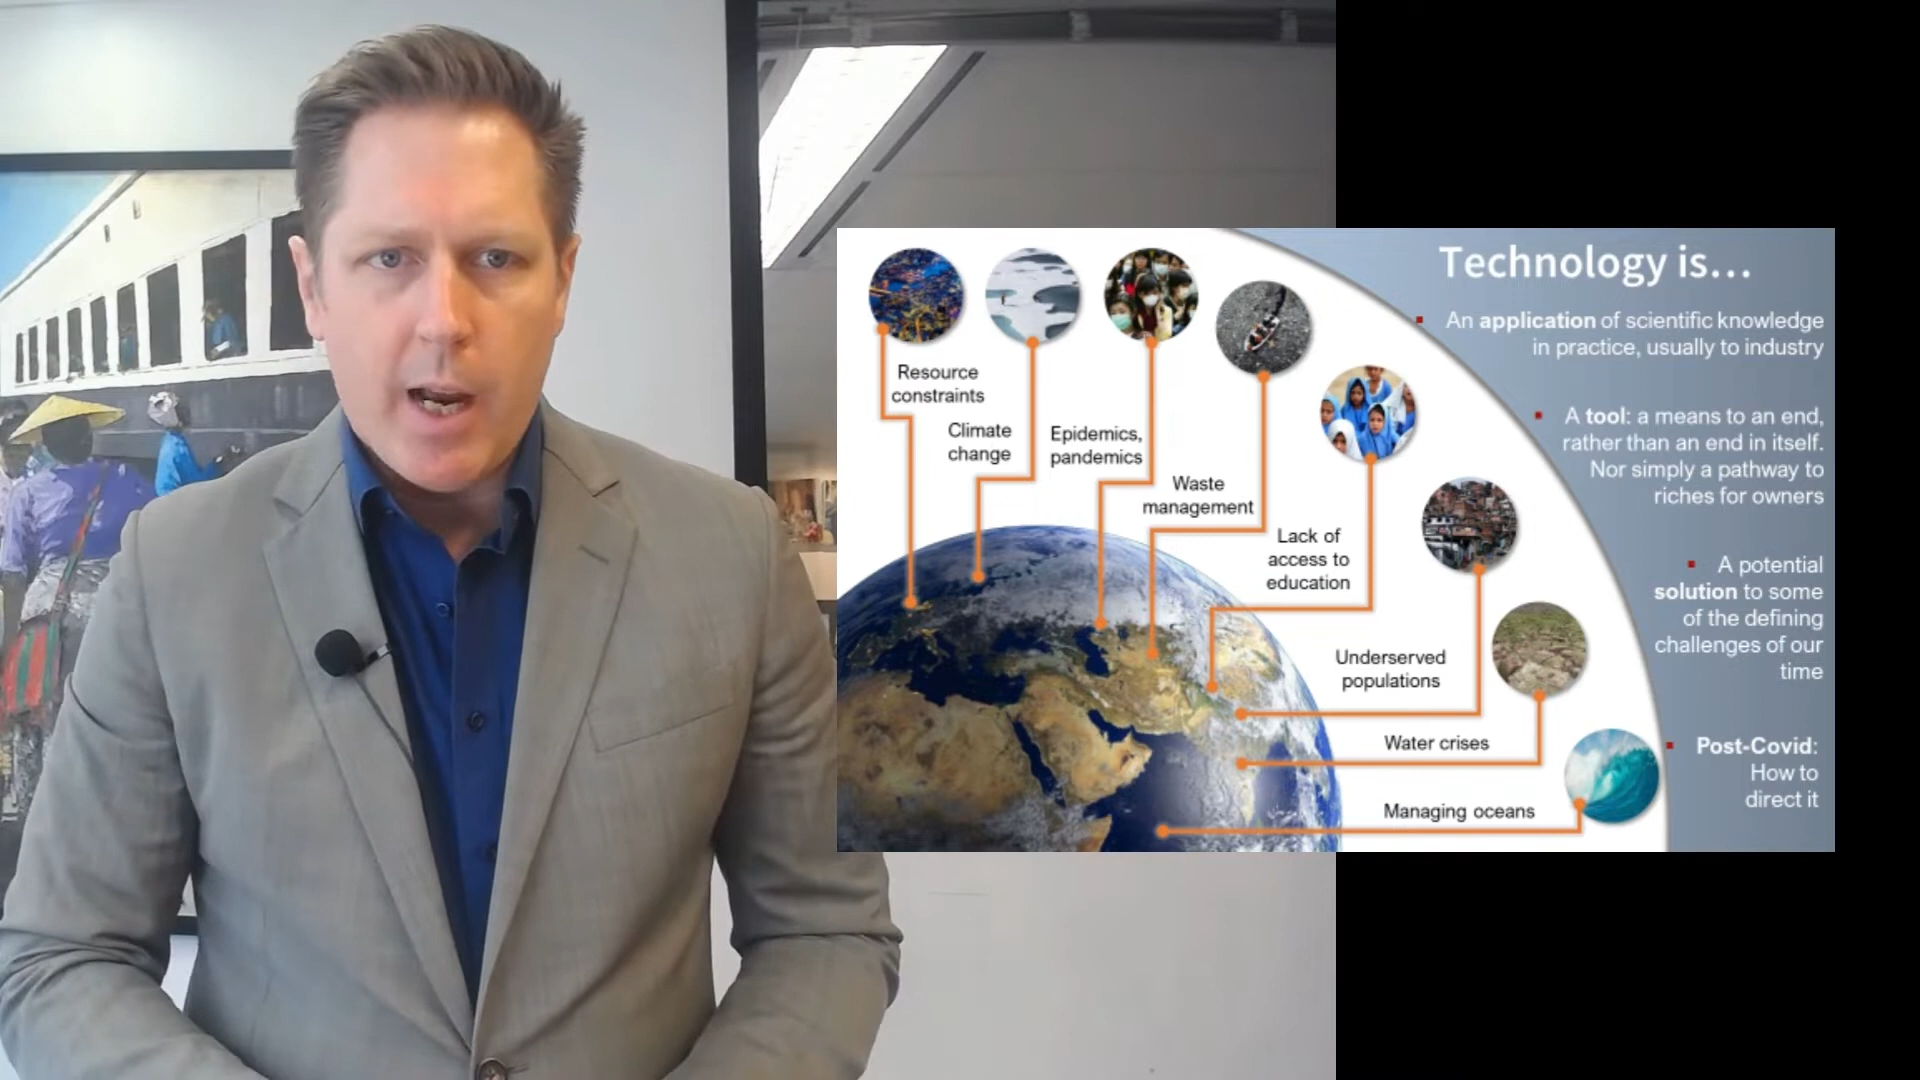 Technology is...
An application of scientific knowledge
in practice, usually to industry
A tool: a means to an end,
rather than an end in itself.
Nor simply a pathway to
riches for owners
A potential
solution to some
of the defining
challenges of our
time
Post-Covid:
How to
direct it
Resource
constraints
Climate
change
Epidemics,
pandemics
Waste
management
Lack of
access to
education
Underserved
populations
Water crises
Managing oceans